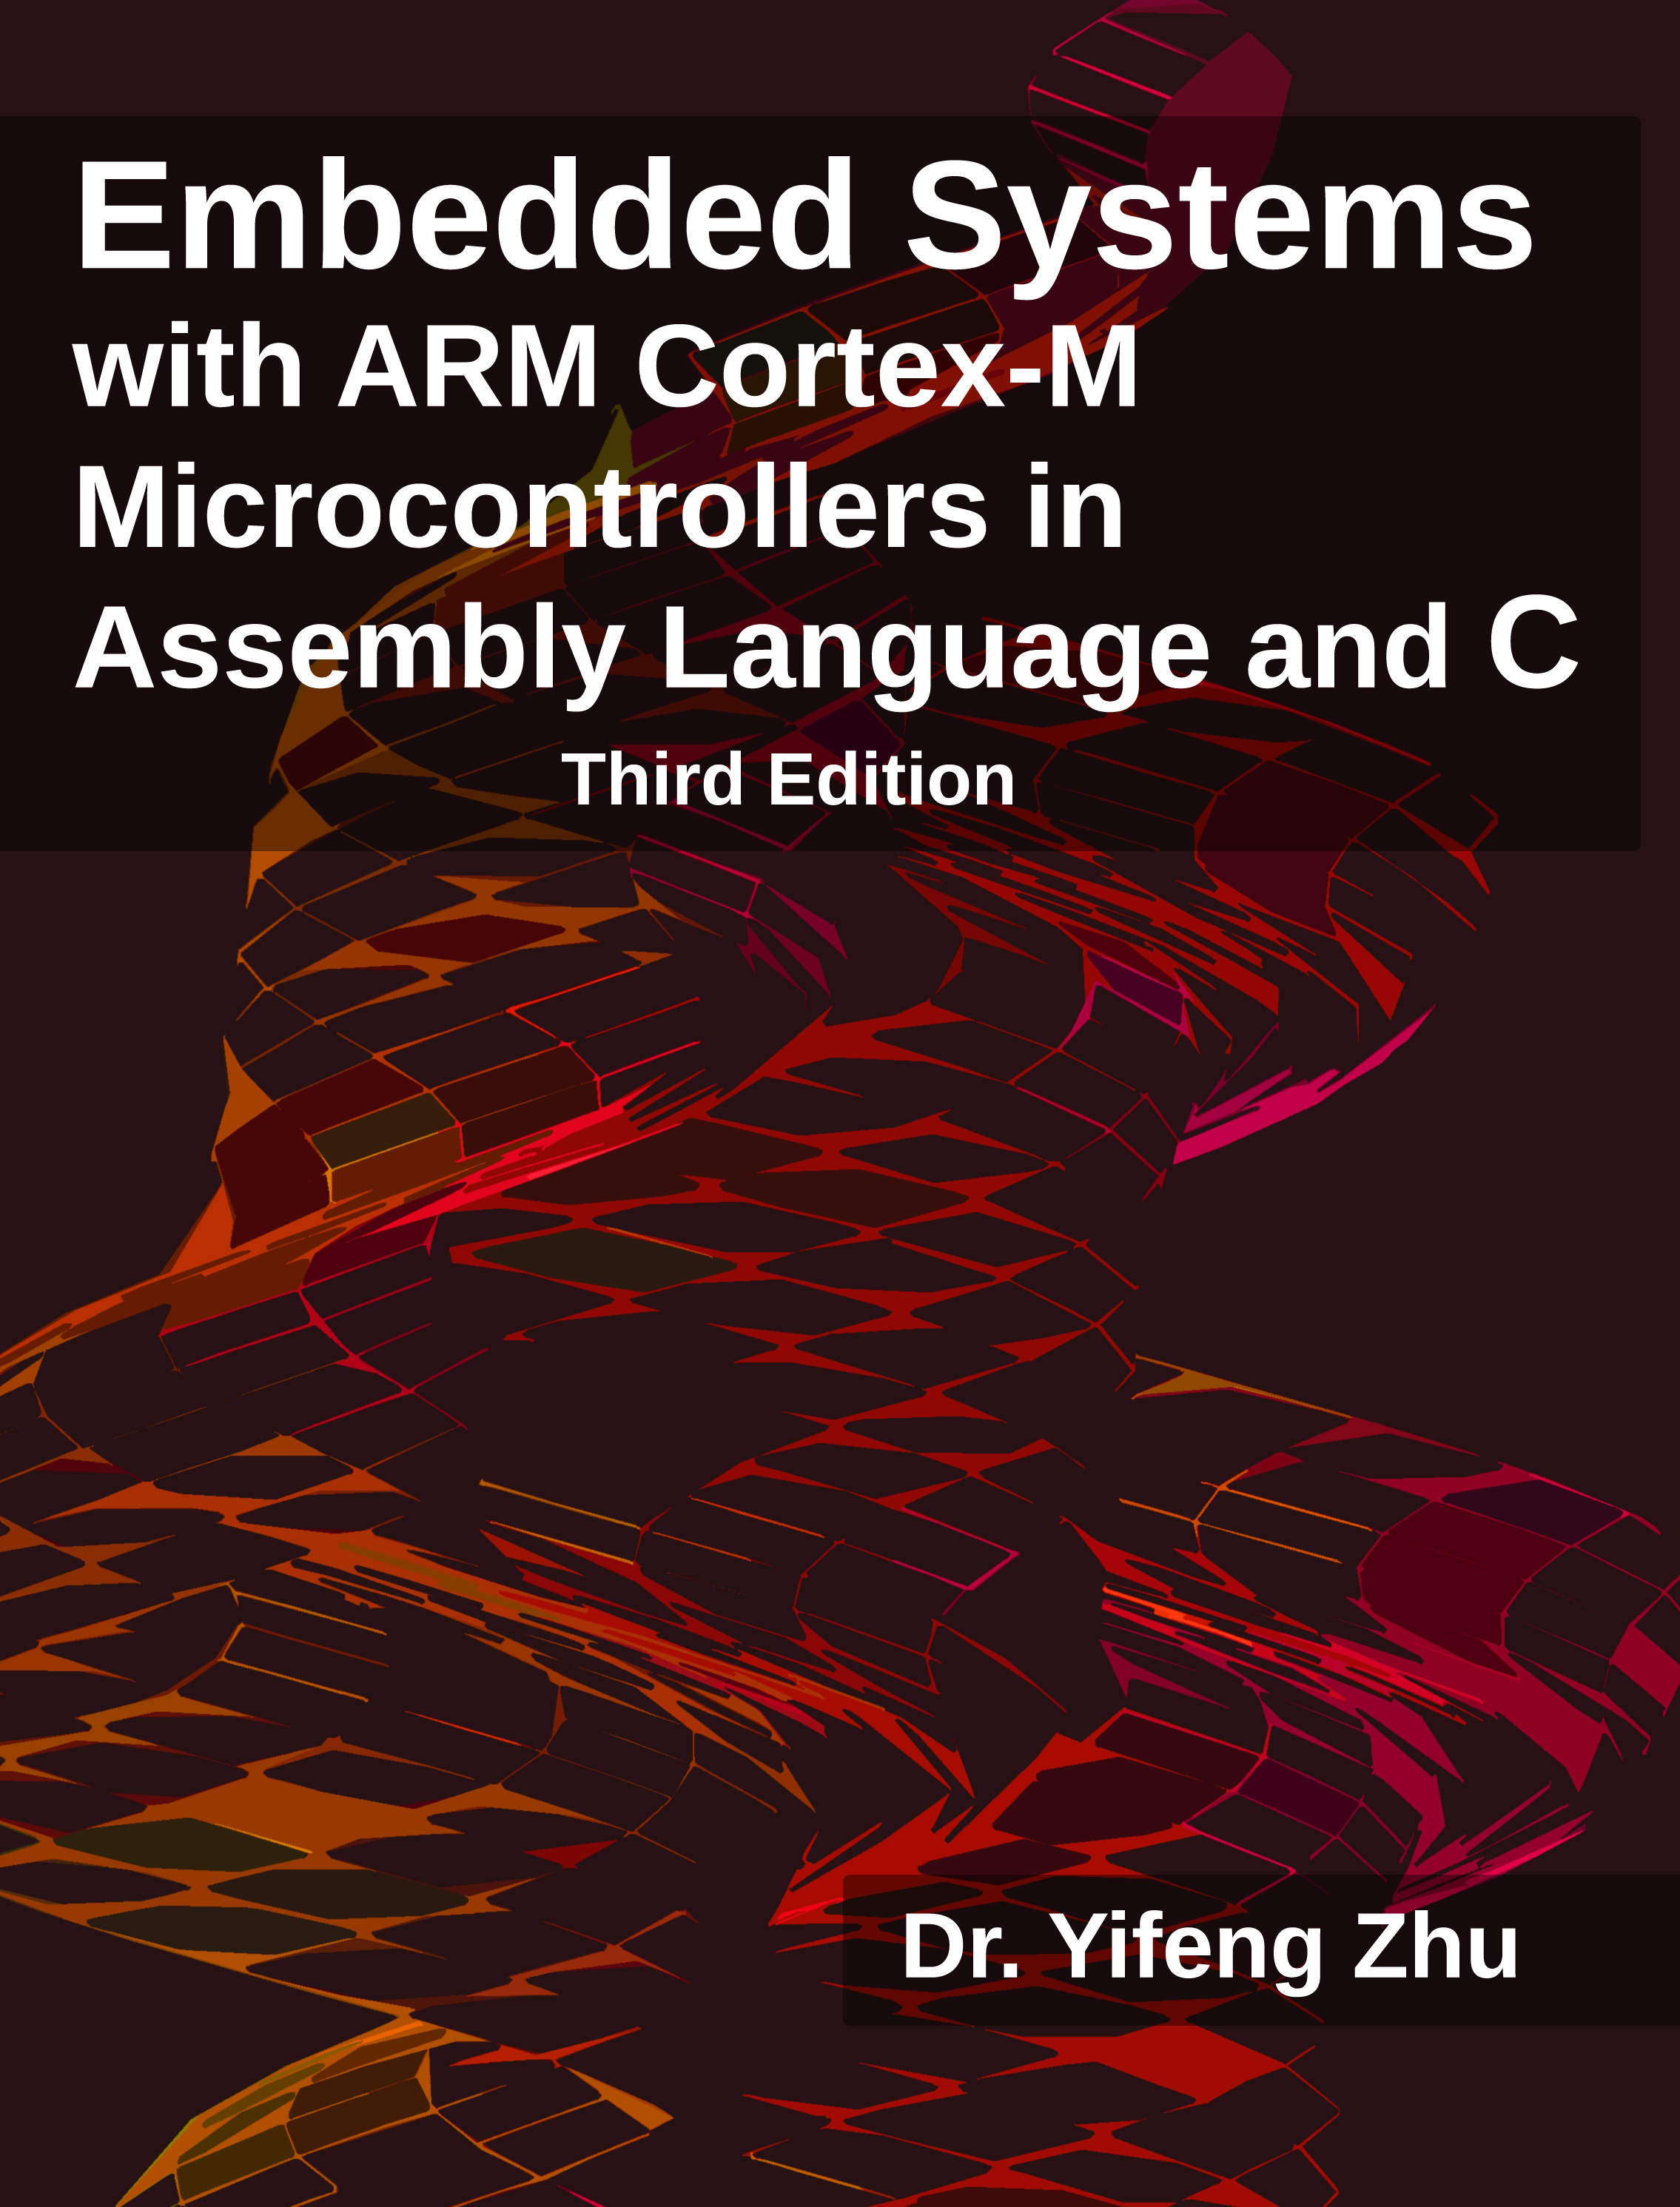 Embedded Systems
with ARM Cortex-M
Microcontrollers in
Assembly Language and C
Third Edition
Dr. Yifeng Zhu